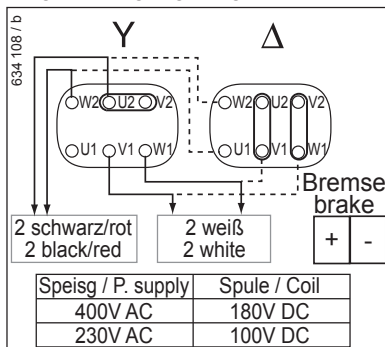 634 108 / b
Y Δ
W2 U2 V2 W2 U2 V2
U1 V1 W1 U1 V1 W1
Bremse
brake
2 schwarz/rot 2 weiß + -
2 black/red 2 white
Speisg / P. supply Spule / Coil
400V AC 180V DC
230V AC 100V DC